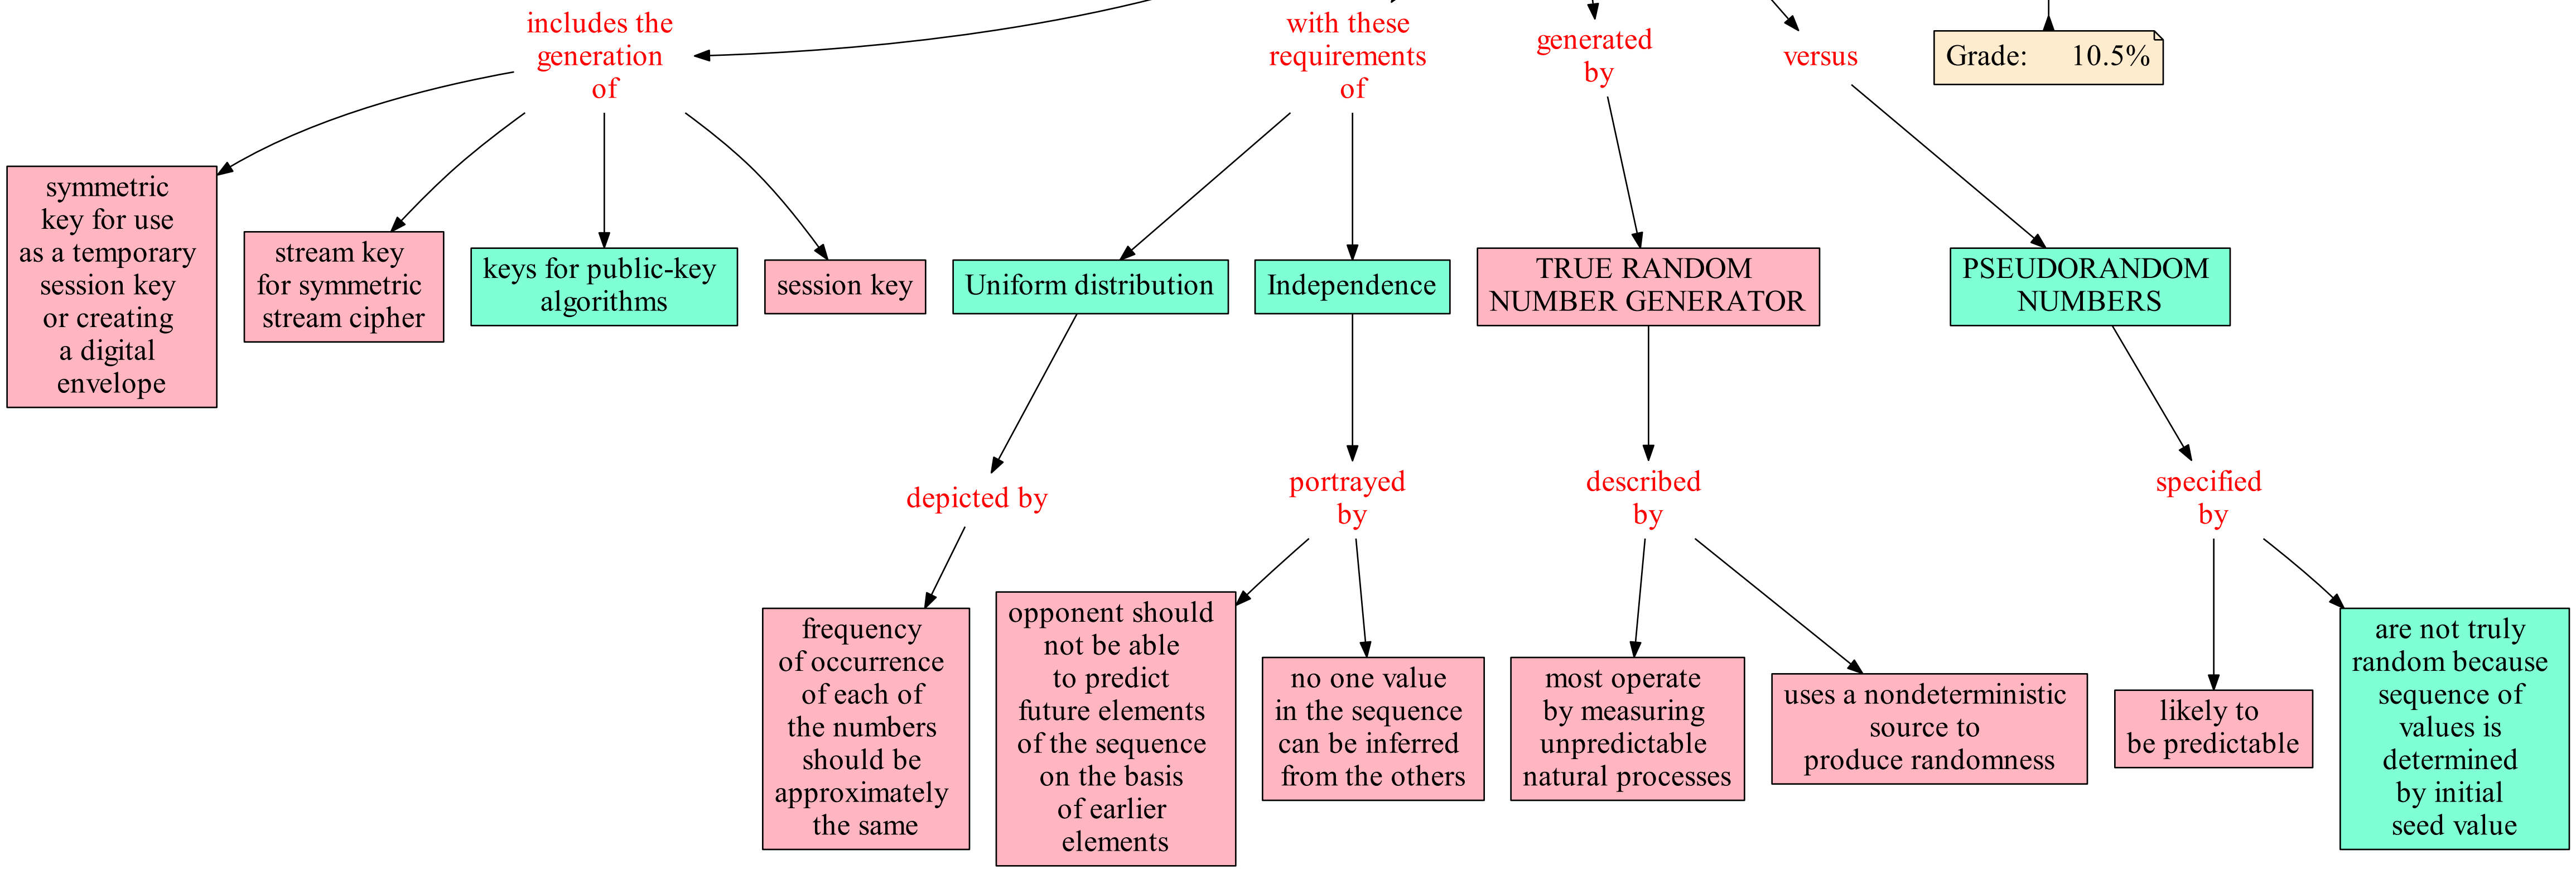 includes the
generation
of
with these
requirements
of
generated
by
versus
Grade: 10.5%
symmetric
key for use
as a temporary
session key
or creating
a digital
envelope
stream key
for symmetric
stream cipher
keys for public-key
algorithms
session key
Uniform distribution
Independence
TRUE RANDOM
NUMBER GENERATOR
PSEUDORANDOM
NUMBERS
depicted by
portrayed
by
described
by
specified
by
frequency
of occurrence
of each of
the numbers
should be
approximately
the same
opponent should
not be able
to predict
future elements
of the sequence
on the basis
of earlier
elements
no one value
in the sequence
can be inferred
from the others
most operate
by measuring
unpredictable
natural processes
uses a nondeterministic
source to
produce randomness
likely to
be predictable
are not truly
random because
sequence of
values is
determined
by initial
seed value